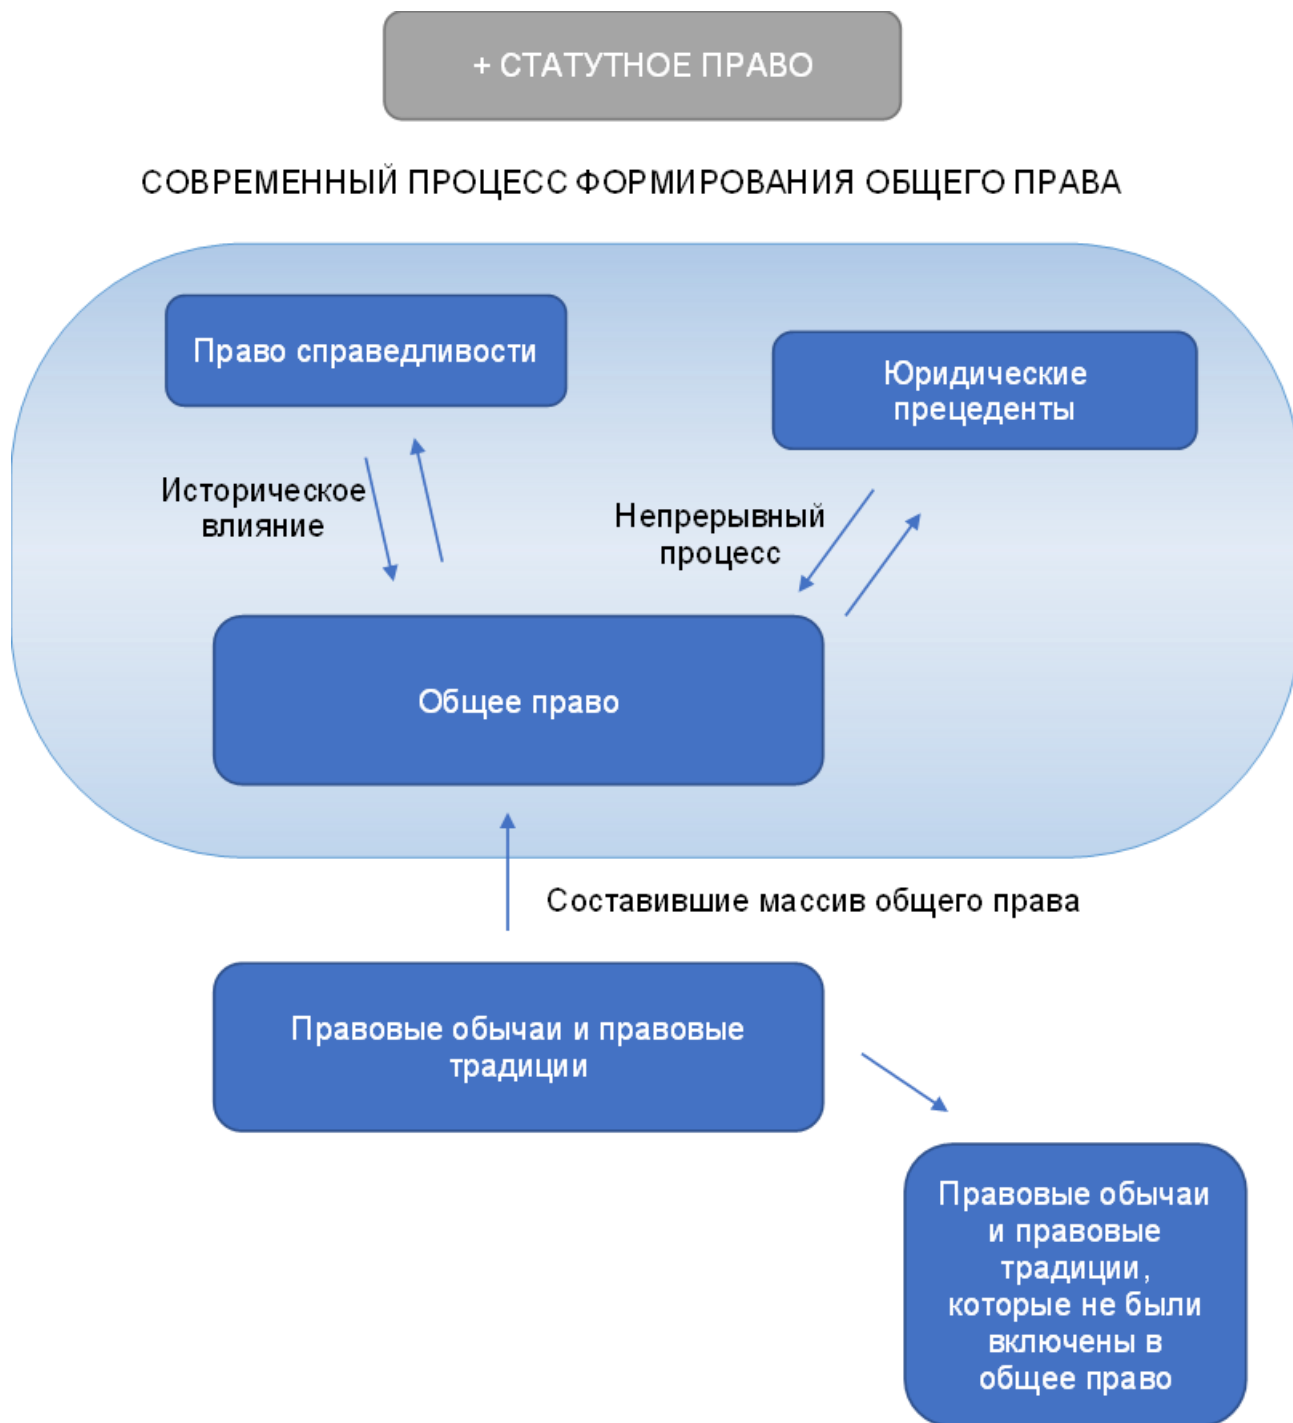 + СТАТУТНОЕ ПРАВО
СОВРЕМЕННЫЙ ПРОЦЕСС ФОРМИРОВАНИЯ ОБЩЕГО ПРАВА
Право справедливости
Юридические
прецеденты
Историческое
влияние
Непрерывный
процесс
Общее право
Составившие массив общего права
Правовые обычаи и правовые
традиции
Правовые обычаи
и правовые
традиции,
которые не были
включены в
общее право